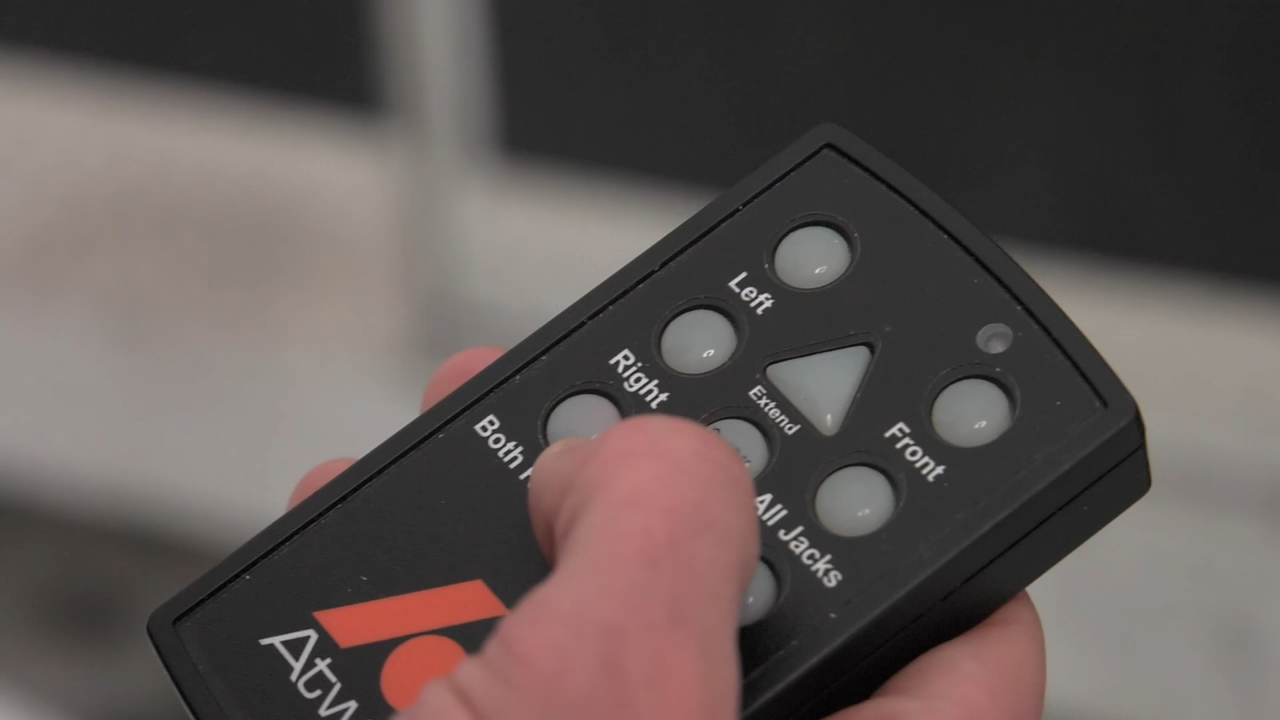 Left
Right
Extend
Front
Both
All Jacks
Atw